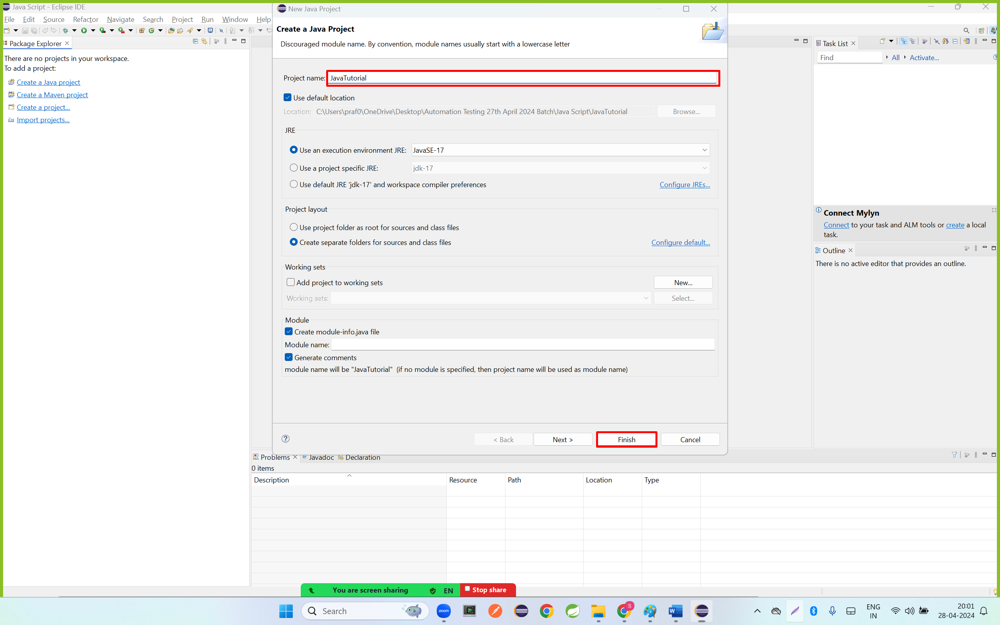 Java Script - Eclipse IDE
File Edit Source Refactor Navigate Search Project Run Window Help
Package Explorer
There are no projects in your workspace.
To add a project:
Create a Java project
Create a Maven project
Create a project...
Import projects...
New Java Project
Create a Java Project
Discouraged module name. By convention, module names usually start with a lowercase letter
Project name: JavaTutorial
Use default location
Location: C:\Users\praf0\OneDrive\Desktop\Automation Testing 27th April 2024 Batch\Java Script\JavaTutorial Browse...
JRE
Use an execution environment JRE: JavaSE-17
Use a project specific JRE: jdk-17
Use default JRE 'jdk-17' and workspace compiler preferences Configure JREs...
Project layout
Use project folder as root for sources and class files
Create separate folders for sources and class files Configure default...
Working sets
Add project to working sets New...
Working sets: Select...
Module
Create module-info.java file
Module name:
Generate comments
module name will be "JavaTutorial" (if no module is specified, then project name will be used as module name)
< Back Next > Finish Cancel
Task List
Find All Activate...
Connect Mylyn
Connect to your task and ALM tools or create a local
task.
Outline
There is no active editor that provides an outline.
Problems @ Javadoc Declaration
0 items
Description Resource Path Location Type
You are screen sharing EN Stop share
Search
zoom
S
W
ENG
IN
20:01
28-04-2024